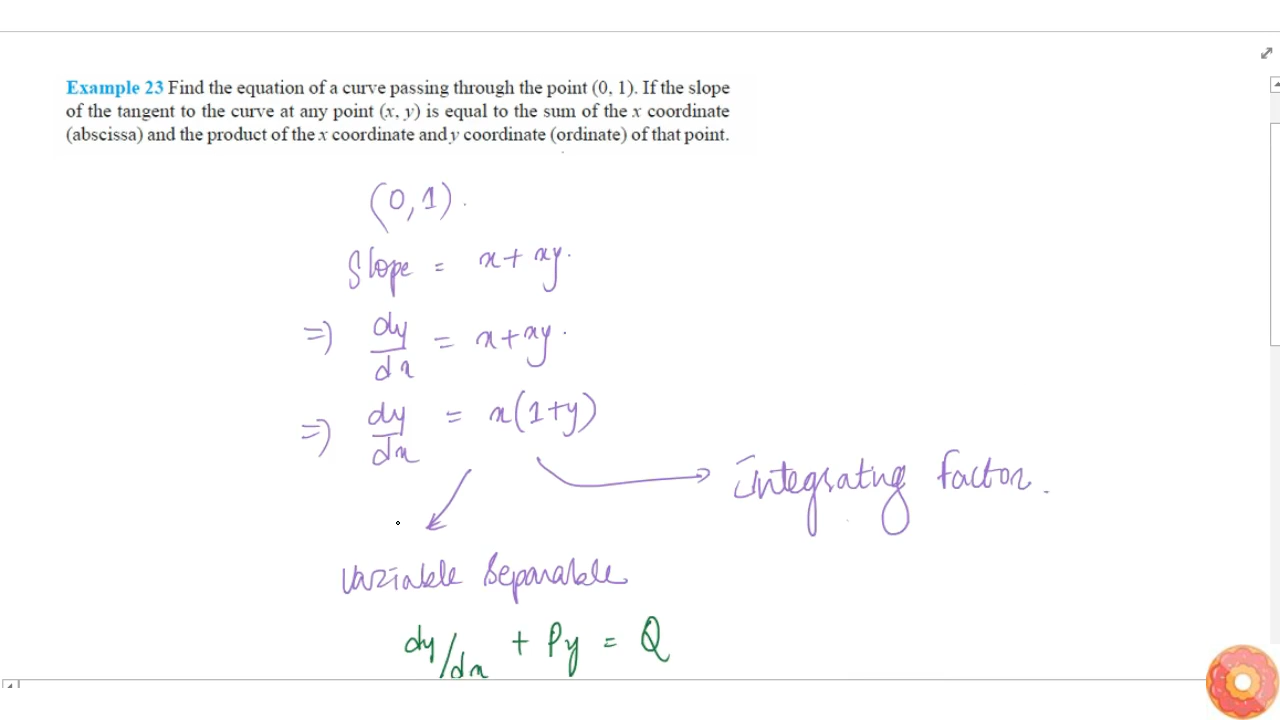 Example 23 Find the equation of a curve passing through the point (0, 1). If the slope
of the tangent to the curve at any point (x, y) is equal to the sum of the x coordinate
(abscissa) and the product of the x coordinate and y coordinate (ordinate) of that point.
(0,1).
Slope = x + xy.
=) dy/dx = x + xy.
=) dy/dx = x(1+y)
Integrating factor.
Variable Separable
dy/dx + Py = Q